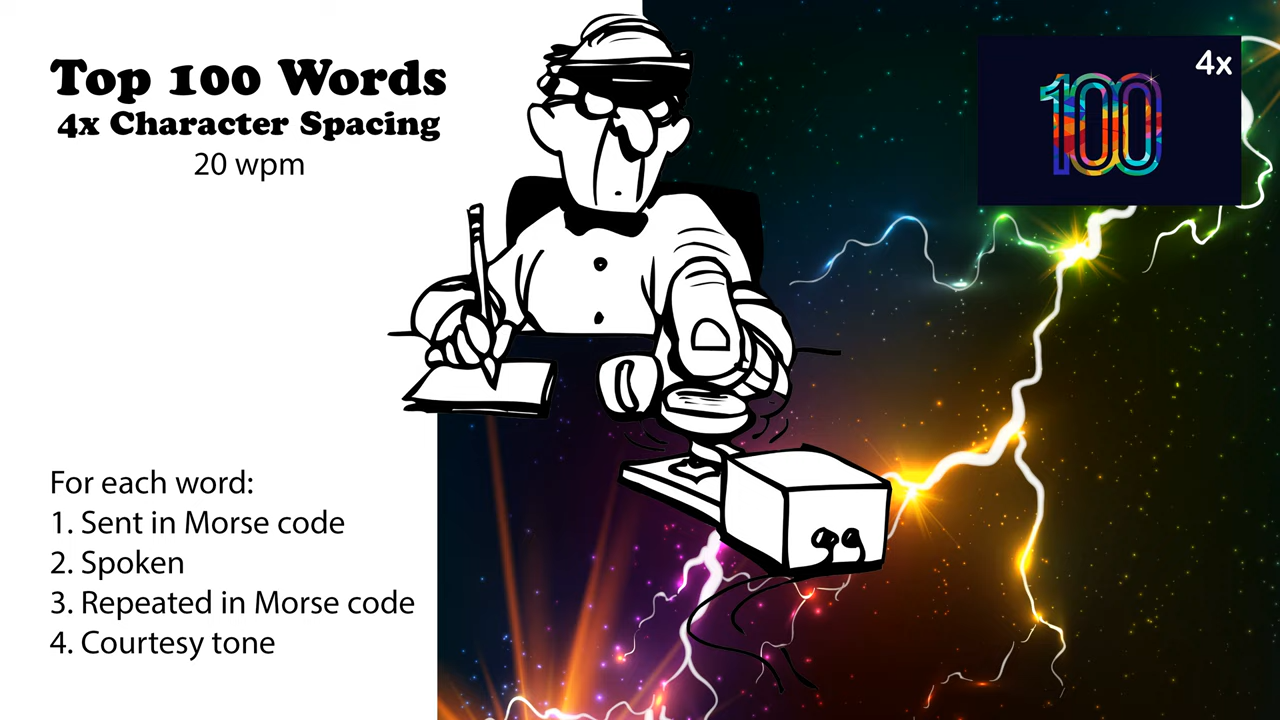 Top 100 Words
4x Character Spacing
20 wpm
4x
100
For each word:
1. Sent in Morse code
2. Spoken
3. Repeated in Morse code
4. Courtesy tone